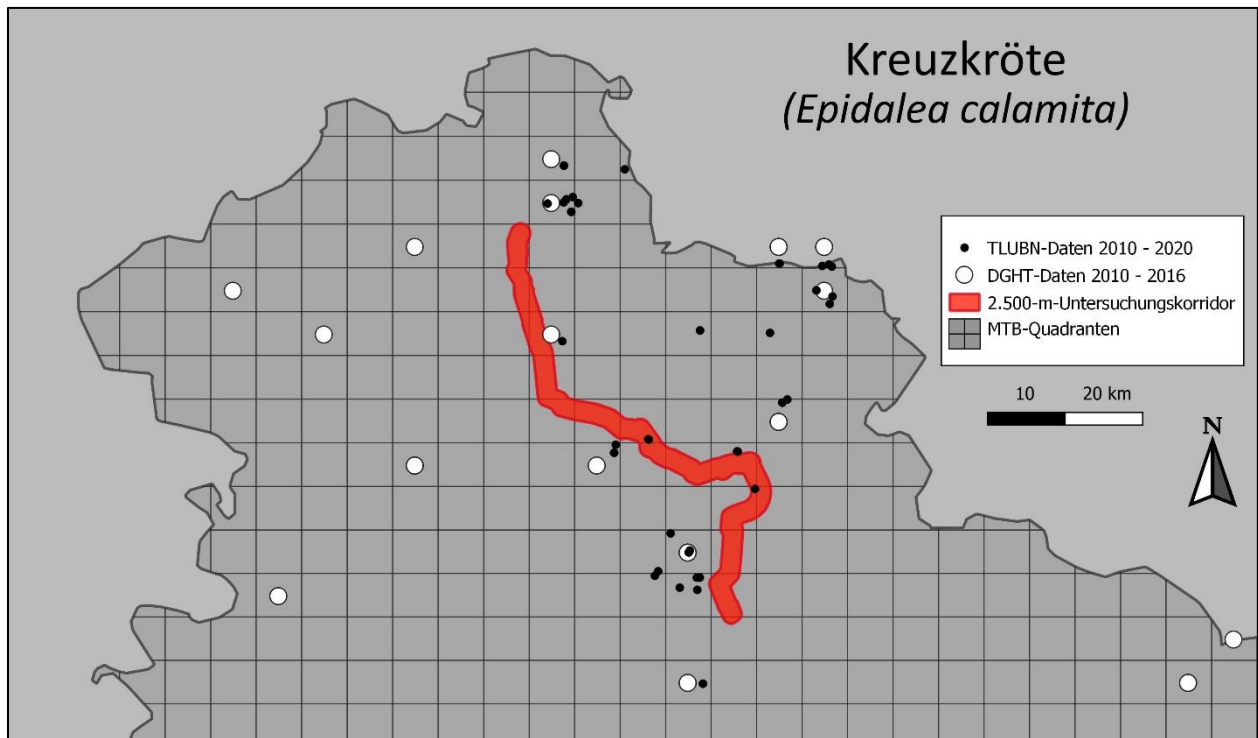 Kreuzkröte
(Epidalea calamita)
TLUBN-Daten 2010 - 2020
DGHT-Daten 2010 - 2016
2.500-m-Untersuchungskorridor
MTB-Quadranten
10 20 km
N